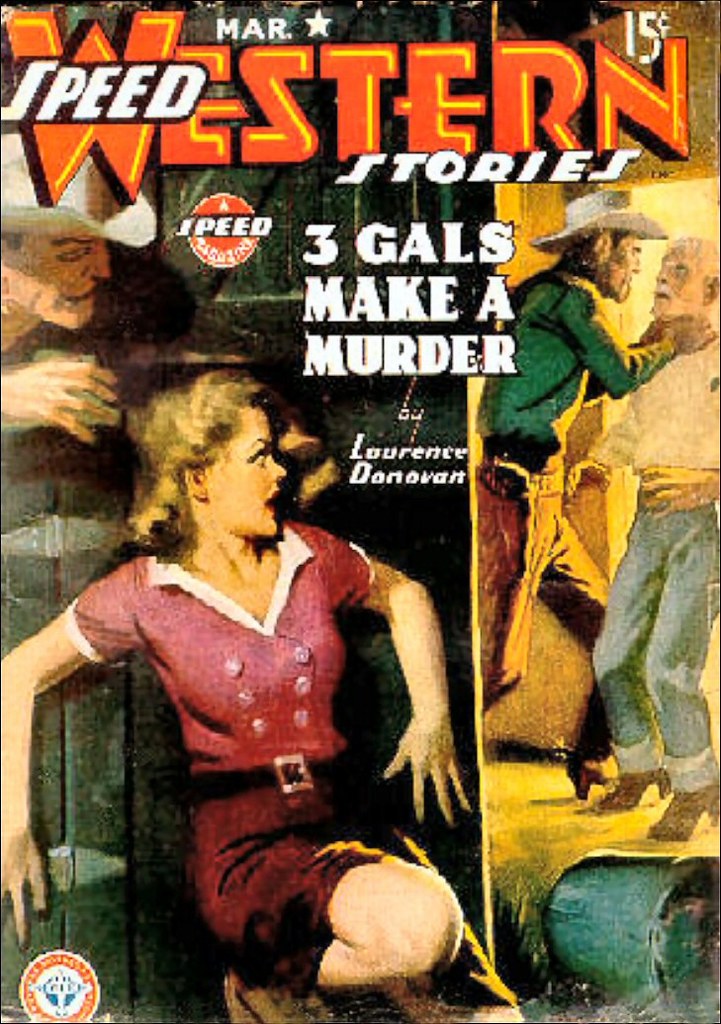 MAR. ★
15¢
SPEED
WESTERN
STORIES
A
SPEED
MAGAZINE
3 GALS
MAKE A
MURDER
by
Laurence
Donovan